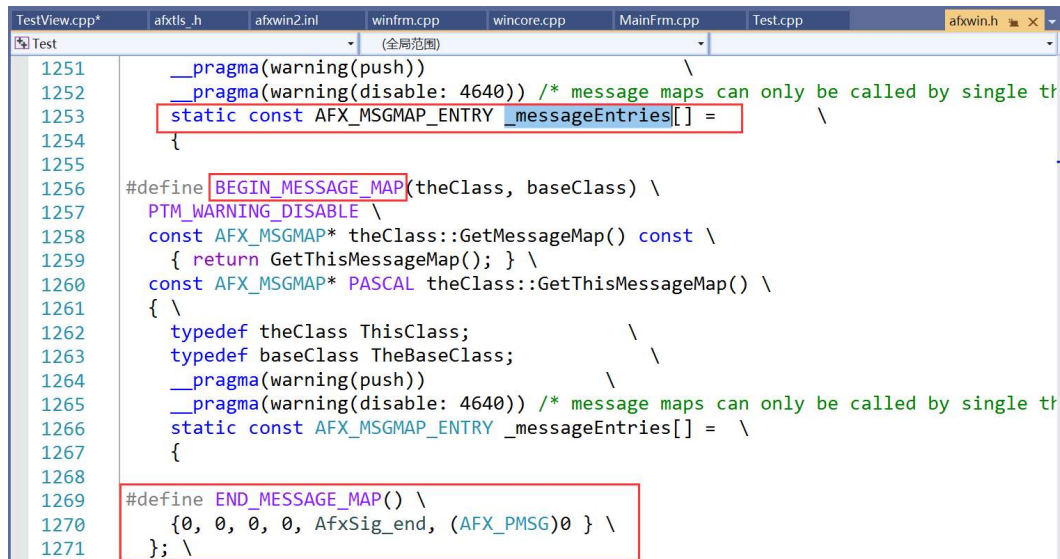 TestView.cpp* afxtls_.h afxwin2.inl winfrm.cpp wincore.cpp MainFrm.cpp Test.cpp afxwin.h
Test (全局范围)
1251 __pragma(warning(push)) \
1252 __pragma(warning(disable: 4640)) /* message maps can only be called by single th
1253 static const AFX_MSGMAP_ENTRY _messageEntries[] = \
1254 {
1255
1256 #define BEGIN_MESSAGE_MAP(theClass, baseClass) \
1257 PTM_WARNING_DISABLE \
1258 const AFX_MSGMAP* theClass::GetMessageMap() const \
1259 { return GetThisMessageMap(); } \
1260 const AFX_MSGMAP* PASCAL theClass::GetThisMessageMap() \
1261 { \
1262 typedef theClass ThisClass; \
1263 typedef baseClass TheBaseClass; \
1264 __pragma(warning(push)) \
1265 __pragma(warning(disable: 4640)) /* message maps can only be called by single th
1266 static const AFX_MSGMAP_ENTRY _messageEntries[] = \
1267 {
1268
1269 #define END_MESSAGE_MAP() \
1270 {0, 0, 0, 0, AfxSig_end, (AFX_PMSG)0 } \
1271 }; \